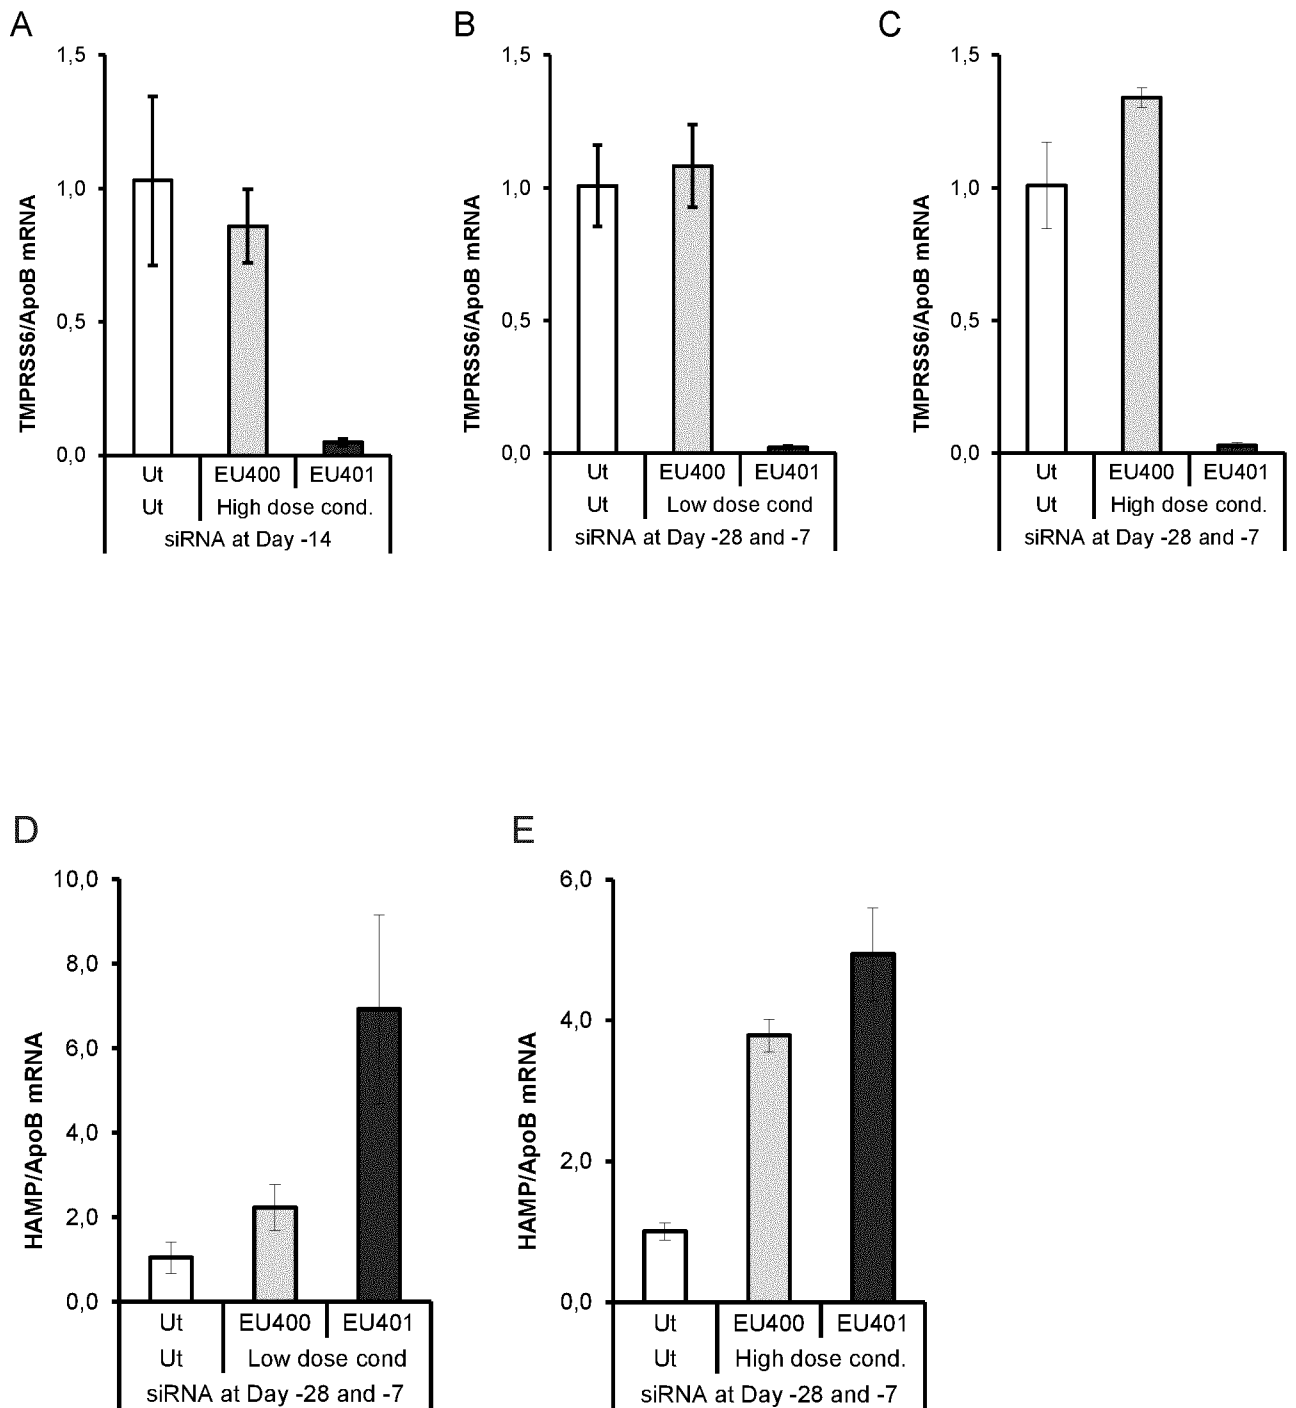 A
TMPRSS6/ApoB mRNA
1,5
1,0
0,5
0,0
Ut EU400 EU401
Ut High dose cond.
siRNA at Day -14
B
TMPRSS6/ApoB mRNA
1,5
1,0
0,5
0,0
Ut EU400 EU401
Ut Low dose cond
siRNA at Day -28 and -7
C
TMPRSS6/ApoB mRNA
1,5
1,0
0,5
0,0
Ut EU400 EU401
Ut High dose cond.
siRNA at Day -28 and -7
D
HAMP/ApoB mRNA
10,0
8,0
6,0
4,0
2,0
0,0
Ut EU400 EU401
Ut Low dose cond
siRNA at Day -28 and -7
E
HAMP/ApoB mRNA
6,0
4,0
2,0
0,0
Ut EU400 EU401
Ut High dose cond.
siRNA at Day -28 and -7